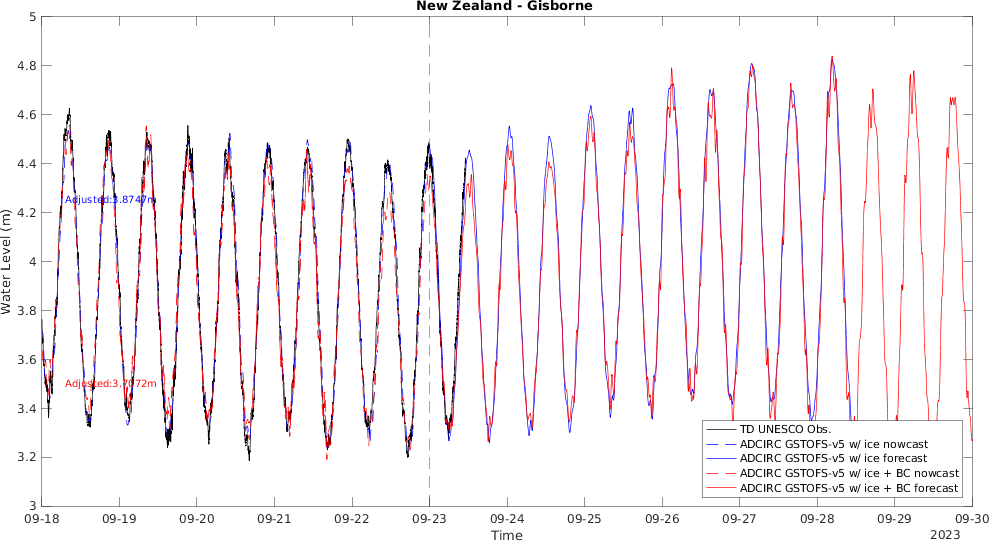 New Zealand - Gisborne
5
4.8
4.6
4.4
4.2
4
3.8
3.6
3.4
3.2
3
Water Level (m)
Adjusted:3.8747m
Adjusted:3.7072m
TD UNESCO Obs.
ADCIRC GSTOFS-v5 w/ ice nowcast
ADCIRC GSTOFS-v5 w/ ice forecast
ADCIRC GSTOFS-v5 w/ ice + BC nowcast
ADCIRC GSTOFS-v5 w/ ice + BC forecast
09-18 09-19 09-20 09-21 09-22 09-23 09-24 09-25 09-26 09-27 09-28 09-29 09-30
Time
2023